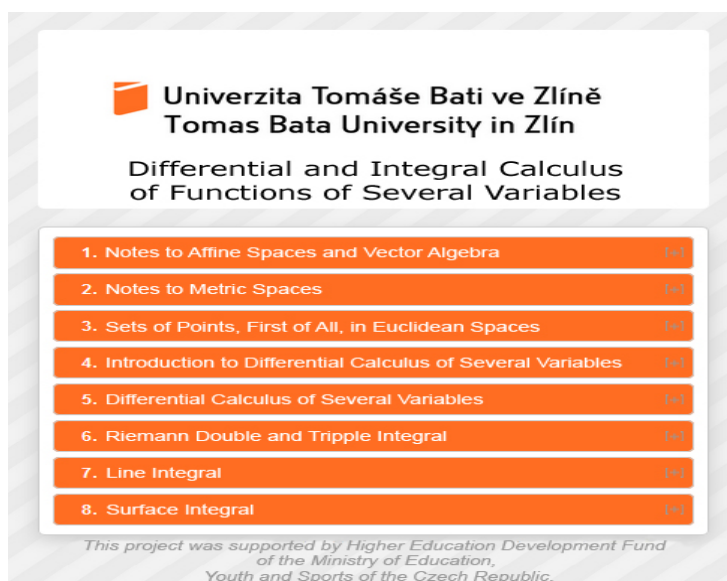 Univerzita Tomáše Bati ve Zlíně
Tomas Bata University in Zlín
Differential and Integral Calculus
of Functions of Several Variables
1. Notes to Affine Spaces and Vector Algebra [+]
2. Notes to Metric Spaces [+]
3. Sets of Points, First of All, in Euclidean Spaces [+]
4. Introduction to Differential Calculus of Several Variables [+]
5. Differential Calculus of Several Variables [+]
6. Riemann Double and Tripple Integral [+]
7. Line Integral [+]
8. Surface Integral [+]
This project was supported by Higher Education Development Fund
of the Ministry of Education,
Youth and Sports of the Czech Republic.